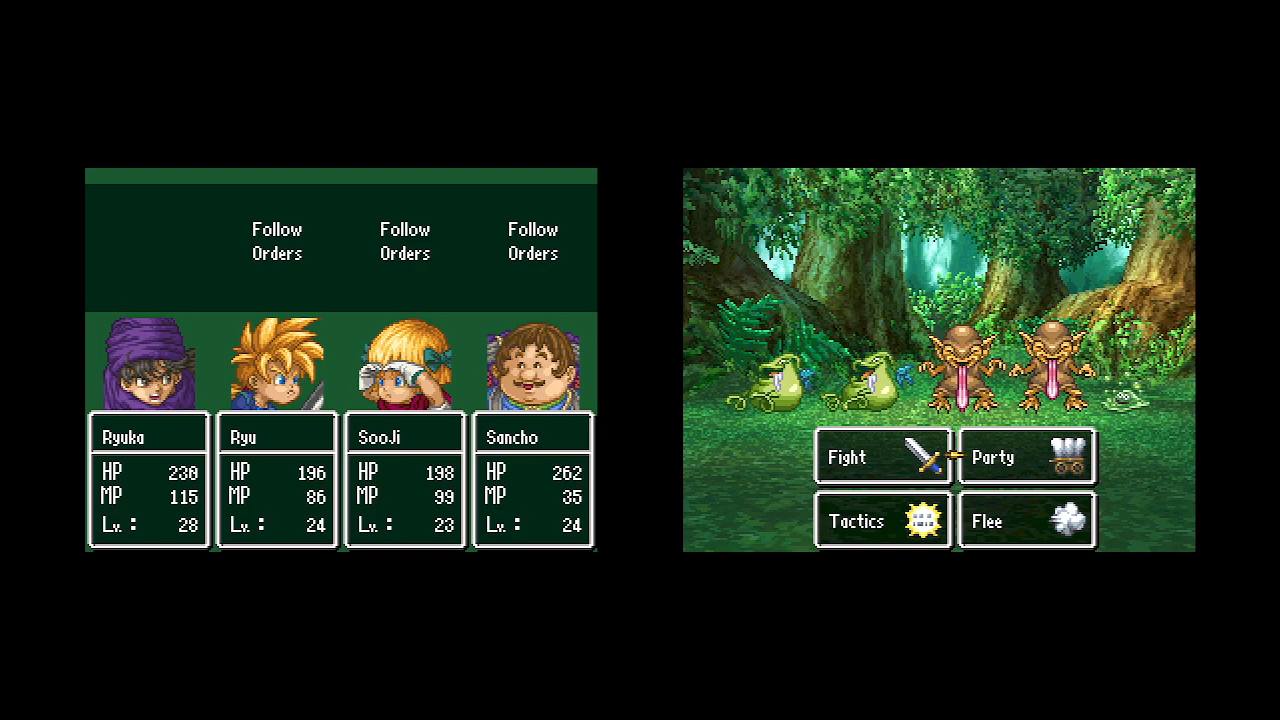 Follow Orders
Follow Orders
Follow Orders
Ryuka
HP 230
MP 115
Lv. : 28
Ryu
HP 196
MP 86
Lv. : 24
SooJi
HP 198
MP 99
Lv. : 23
Sancho
HP 262
MP 35
Lv. : 24
Fight
Party
Tactics
Flee